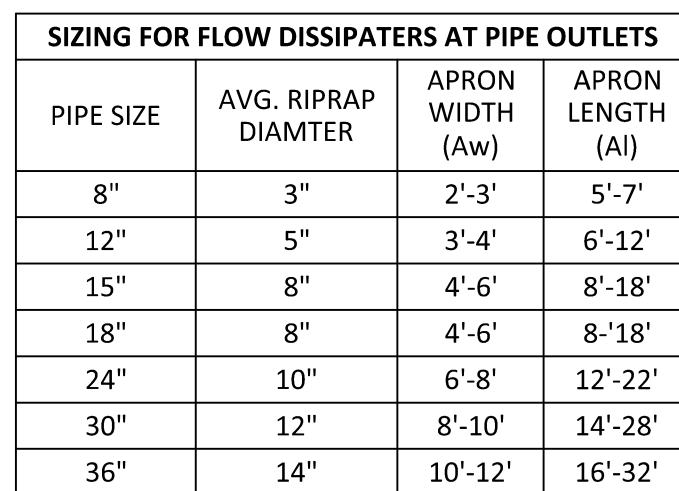 SIZING FOR FLOW DISSIPATERS AT PIPE OUTLETS
PIPE SIZE AVG. RIPRAP DIAMTER APRON WIDTH (Aw) APRON LENGTH (Al)
8" 3" 2'-3' 5'-7'
12" 5" 3'-4' 6'-12'
15" 8" 4'-6' 8'-18'
18" 8" 4'-6' 8-'18'
24" 10" 6'-8' 12'-22'
30" 12" 8'-10' 14'-28'
36" 14" 10'-12' 16'-32'